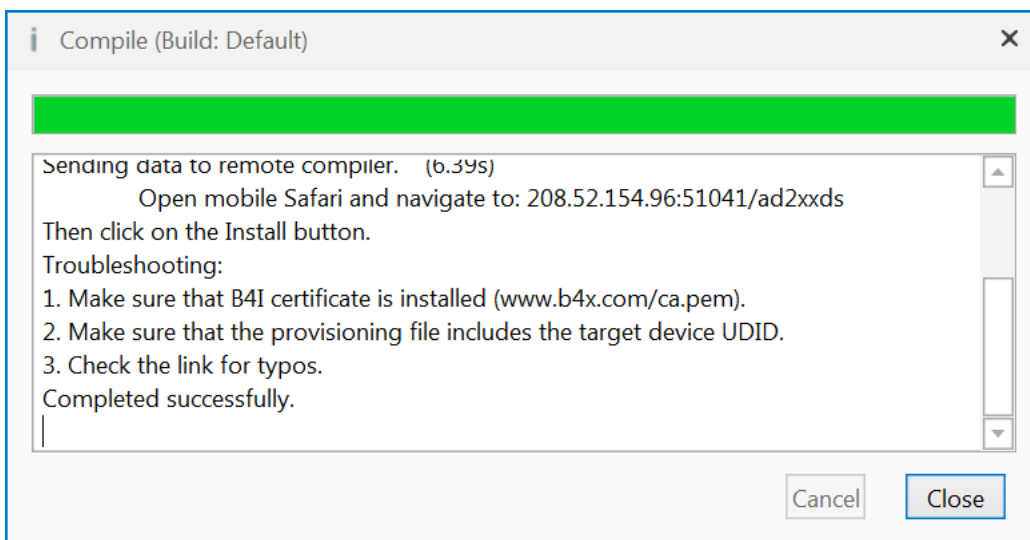 Compile (Build: Default)
Sending data to remote compiler. (6.39s)
Open mobile Safari and navigate to: 208.52.154.96:51041/ad2xxds
Then click on the Install button.
Troubleshooting:
1. Make sure that B4I certificate is installed (www.b4x.com/ca.pem).
2. Make sure that the provisioning file includes the target device UDID.
3. Check the link for typos.
Completed successfully.
Cancel Close